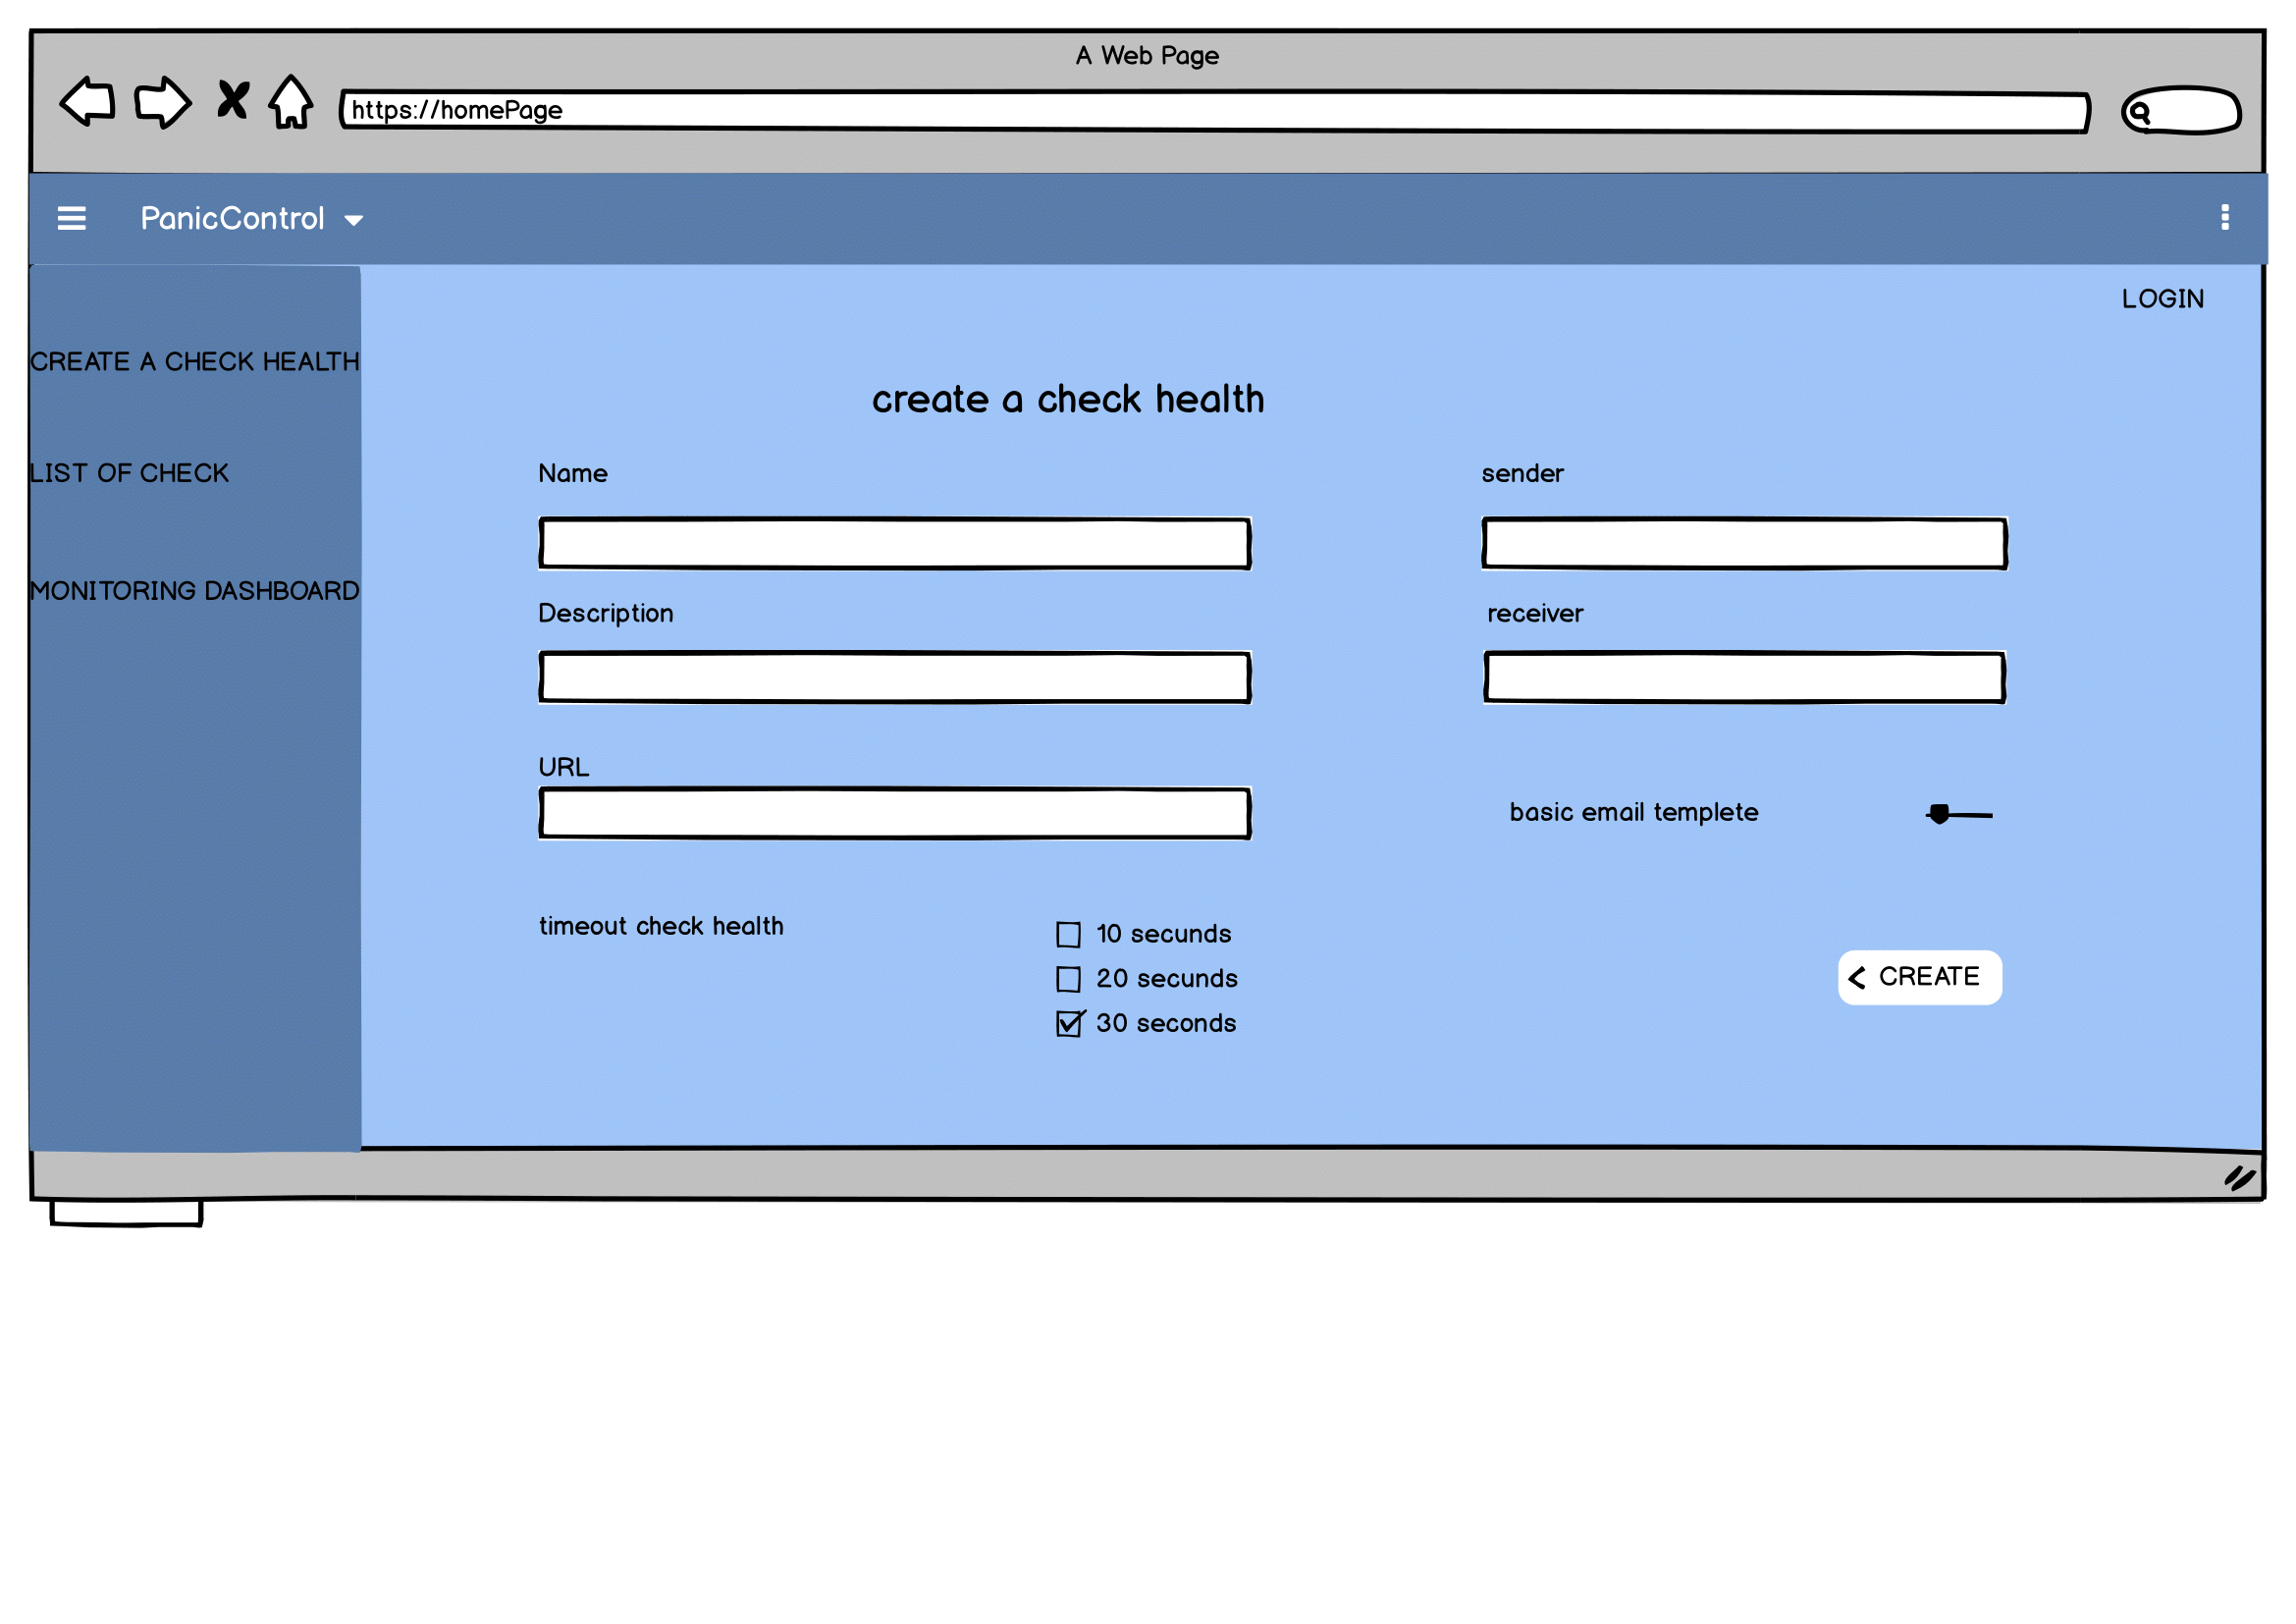 A Web Page
https://homePage
PanicControl
LOGIN
CREATE A CHECK HEALTH
LIST OF CHECK
MONITORING DASHBOARD
create a check health
Name
sender
Description
receiver
URL
basic email templete
timeout check health
10 secunds
20 secunds
30 seconds
CREATE